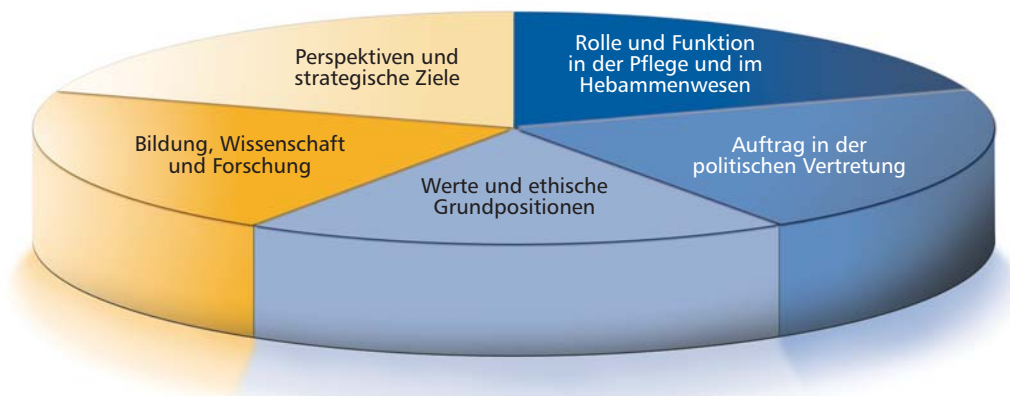 Perspektiven und
strategische Ziele
Rolle und Funktion
in der Pflege und im
Hebammenwesen
Bildung, Wissenschaft
und Forschung
Auftrag in der
politischen Vertretung
Werte und ethische
Grundpositionen